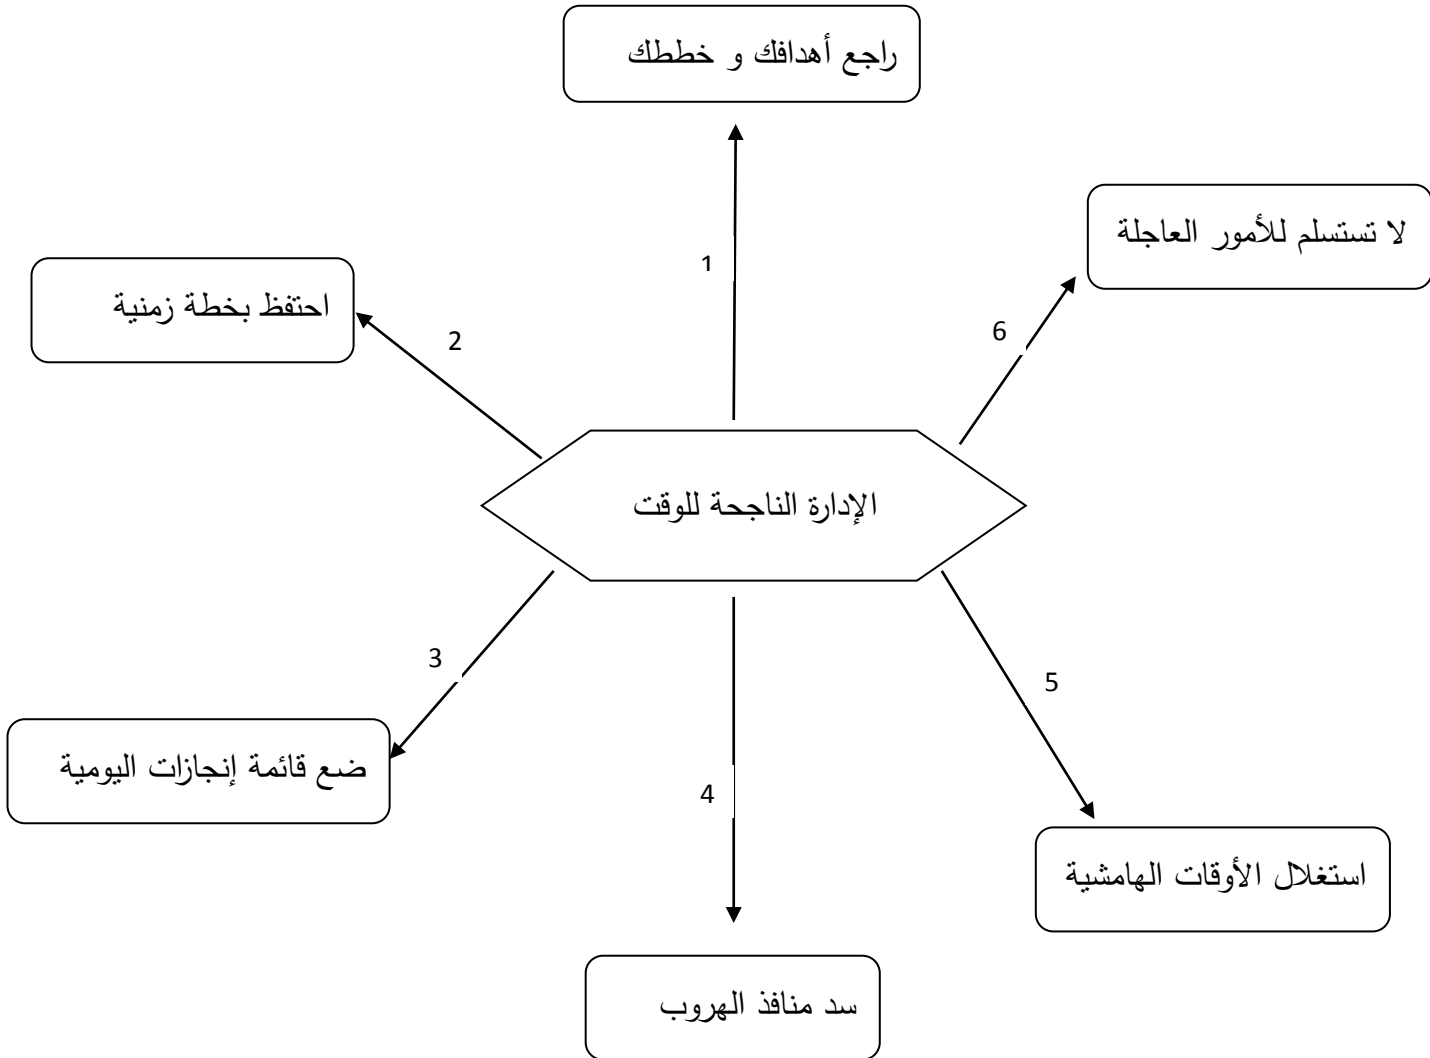 راجع أهدافك و خططك
1
لا تستسلم للأمور العاجلة
6
احتفظ بخطة زمنية
2
الإدارة الناجحة للوقت
3
ضع قائمة إنجازات اليومية
4
5
استغلال الأوقات الهامشية
سد منافذ الهروب